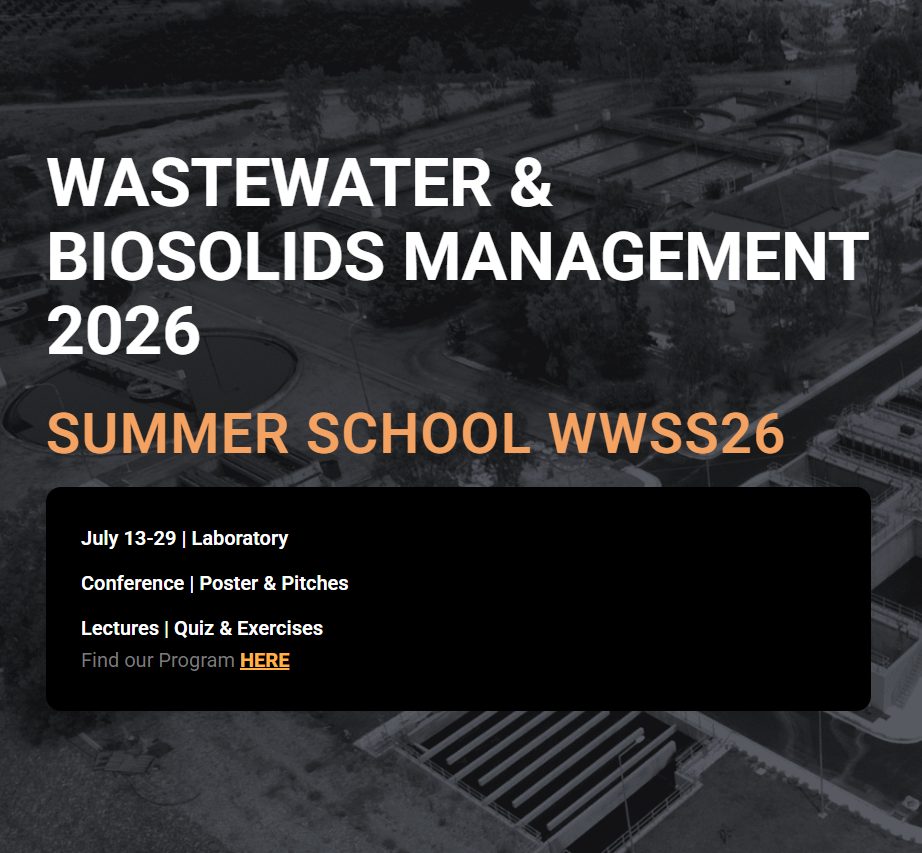 WASTEWATER &
BIOSOLIDS MANAGEMENT
2026
SUMMER SCHOOL WWSS26
July 13-29 | Laboratory
Conference | Poster & Pitches
Lectures | Quiz & Exercises
Find our Program HERE